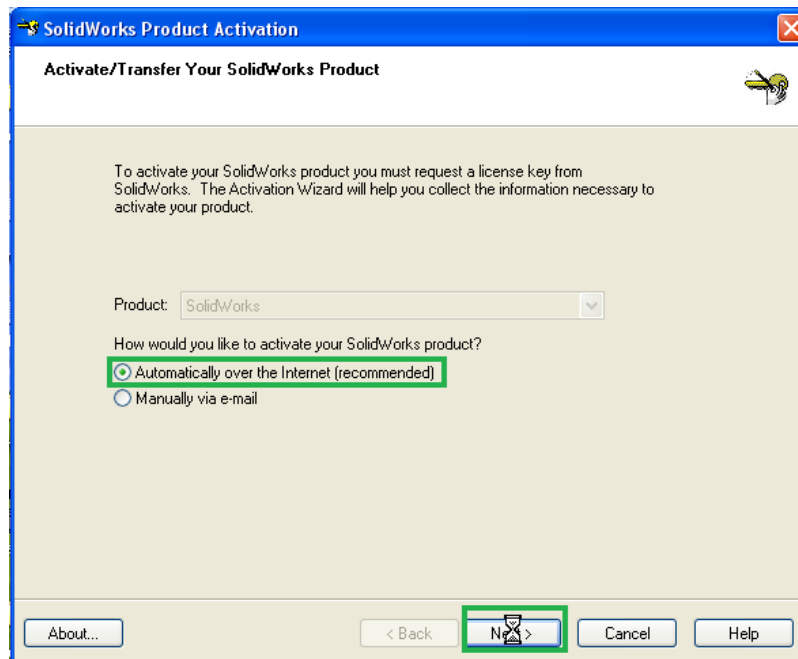 SolidWorks Product Activation
Activate/Transfer Your SolidWorks Product
To activate your SolidWorks product you must request a license key from
SolidWorks. The Activation Wizard will help you collect the information necessary to
activate your product.
Product: SolidWorks
How would you like to activate your SolidWorks product?
Automatically over the Internet (recommended)
Manually via e-mail
About... < Back > Cancel Help